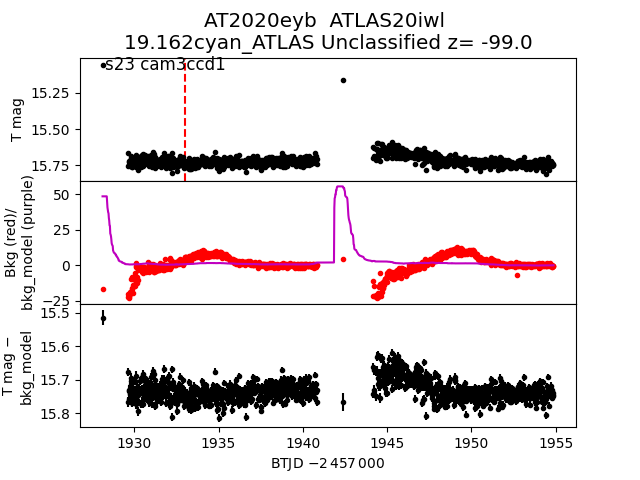 AT2020eyb  ATLAS20iwl
19.162cyan_ATLAS Unclassified z= -99.0
s23 cam3ccd1
T mag
15.25
15.50
15.75
Bkg (red)/
bkg_model (purple)
50
25
0
−25
T mag −
bkg_model
15.5
15.6
15.7
15.8
1930 1935 1940 1945 1950 1955
BTJD −2 457 000